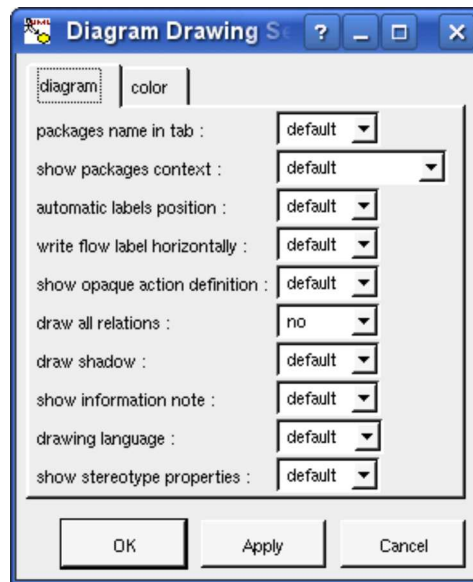 Diagram Drawing Se
diagram color
packages name in tab : default
show packages context : default
automatic labels position : default
write flow label horizontally : default
show opaque action definition : default
draw all relations : no
draw shadow : default
show information note : default
drawing language : default
show stereotype properties : default
OK Apply Cancel